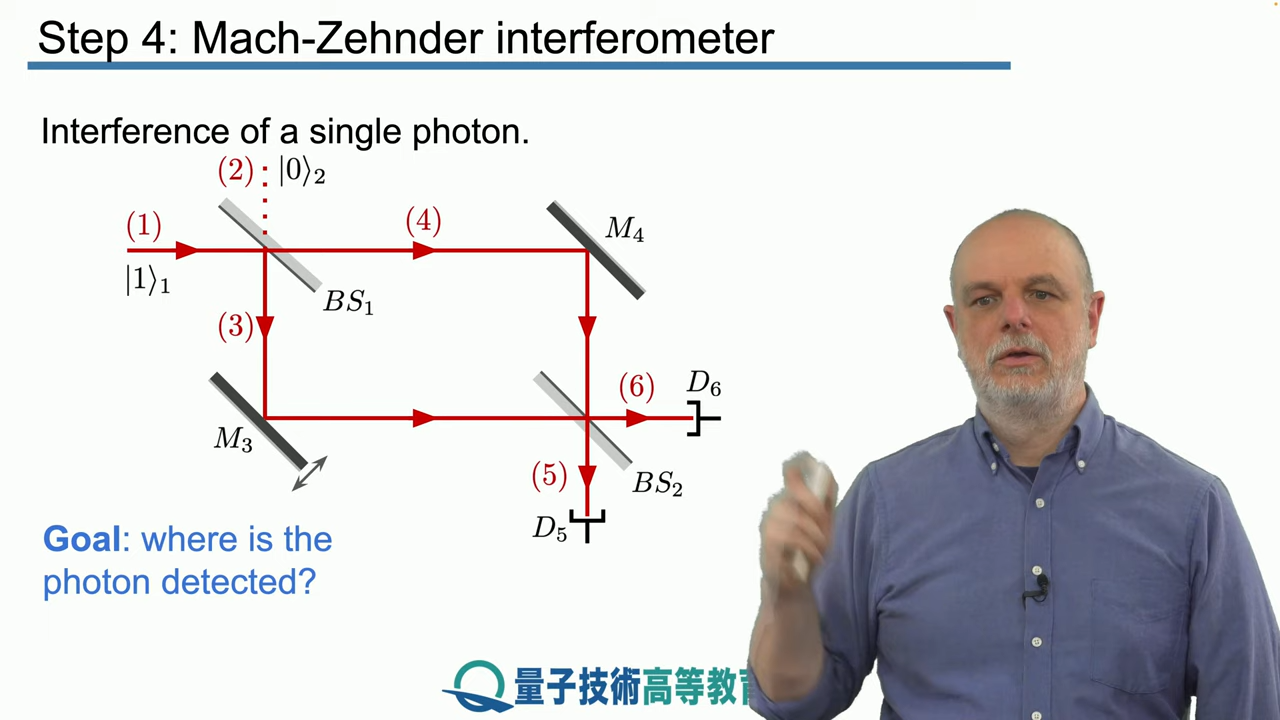 Step 4: Mach-Zehnder interferometer
Interference of a single photon.
(2) |0⟩₂
(1)
(4)
M₄
|1⟩₁
BS₁
(3)
(6)
D₆
M₃
(5)
BS₂
D₅
Goal: where is the
photon detected?
量子技術高等教育